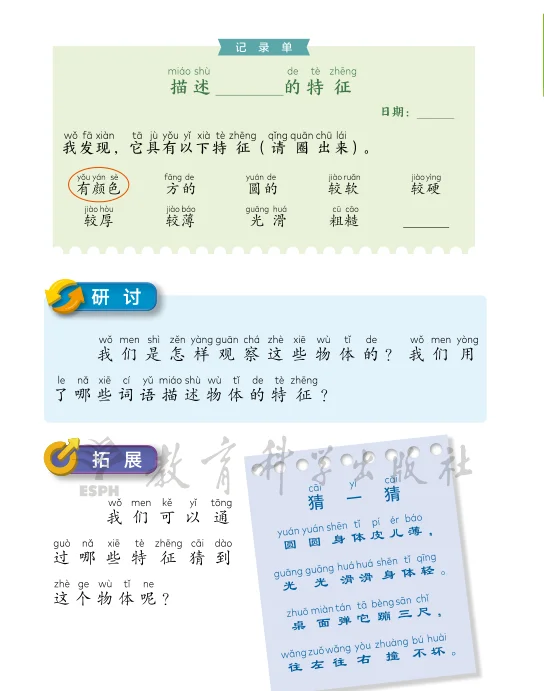 记录单
miáo shù de tè zhēng
描述______的特征
日期：_____
wǒ fā xiàn tā jù yǒu yǐ xià tè zhēng qǐng quān chū lái
我发现，它具有以下特征（请圈出来）。
yǒu yán sè fāng de yuán de jiào ruǎn jiào yìng
有颜色 方的 圆的 较软 较硬
jiào hòu jiào báo guāng huá cū cāo
较厚 较薄 光滑 粗糙 ______
研讨
wǒ men shì zěn yàng guān chá zhè xiē wù tǐ de wǒ men yòng
我们是怎样观察这些物体的？我们用
le nǎ xiē cí yǔ miáo shù wù tǐ de tè zhēng
了哪些词语描述物体的特征？
拓展
ESPH 教育科学出版社
wǒ men kě yǐ tōng
我们可以通
guò nǎ xiē tè zhēng cāi dào
过哪些特征猜到
zhè ge wù tǐ ne
这个物体呢？
cāi yi cāi
猜一猜
yuán yuán shēn tǐ pí ér báo
圆圆身体皮儿薄，
guāng guāng huá huá shēn tǐ qīng
光光滑滑身体轻。
zhuō miàn tán tā bèng sān chǐ
桌面弹它蹦三尺，
wǎng zuǒ wǎng yòu zhuàng bú huài
往左往右撞不坏。